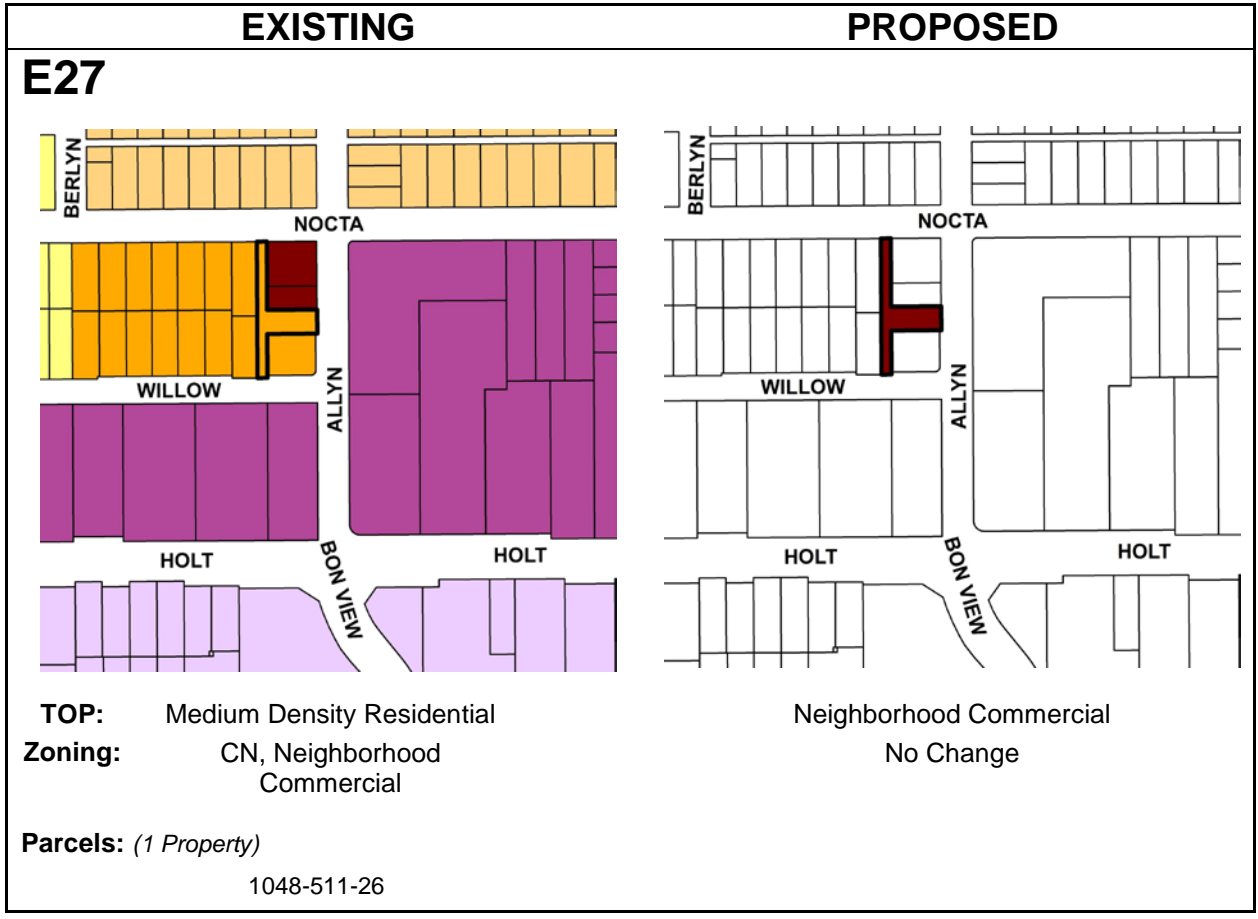 EXISTING
PROPOSED
E27
BERLYN
NOCTA
WILLOW
ALLYN
HOLT
BON VIEW
HOLT
BERLYN
NOCTA
WILLOW
ALLYN
HOLT
BON VIEW
HOLT
TOP: Medium Density Residential
Neighborhood Commercial
Zoning: CN, Neighborhood
Commercial
No Change
Parcels: (1 Property)
1048-511-26